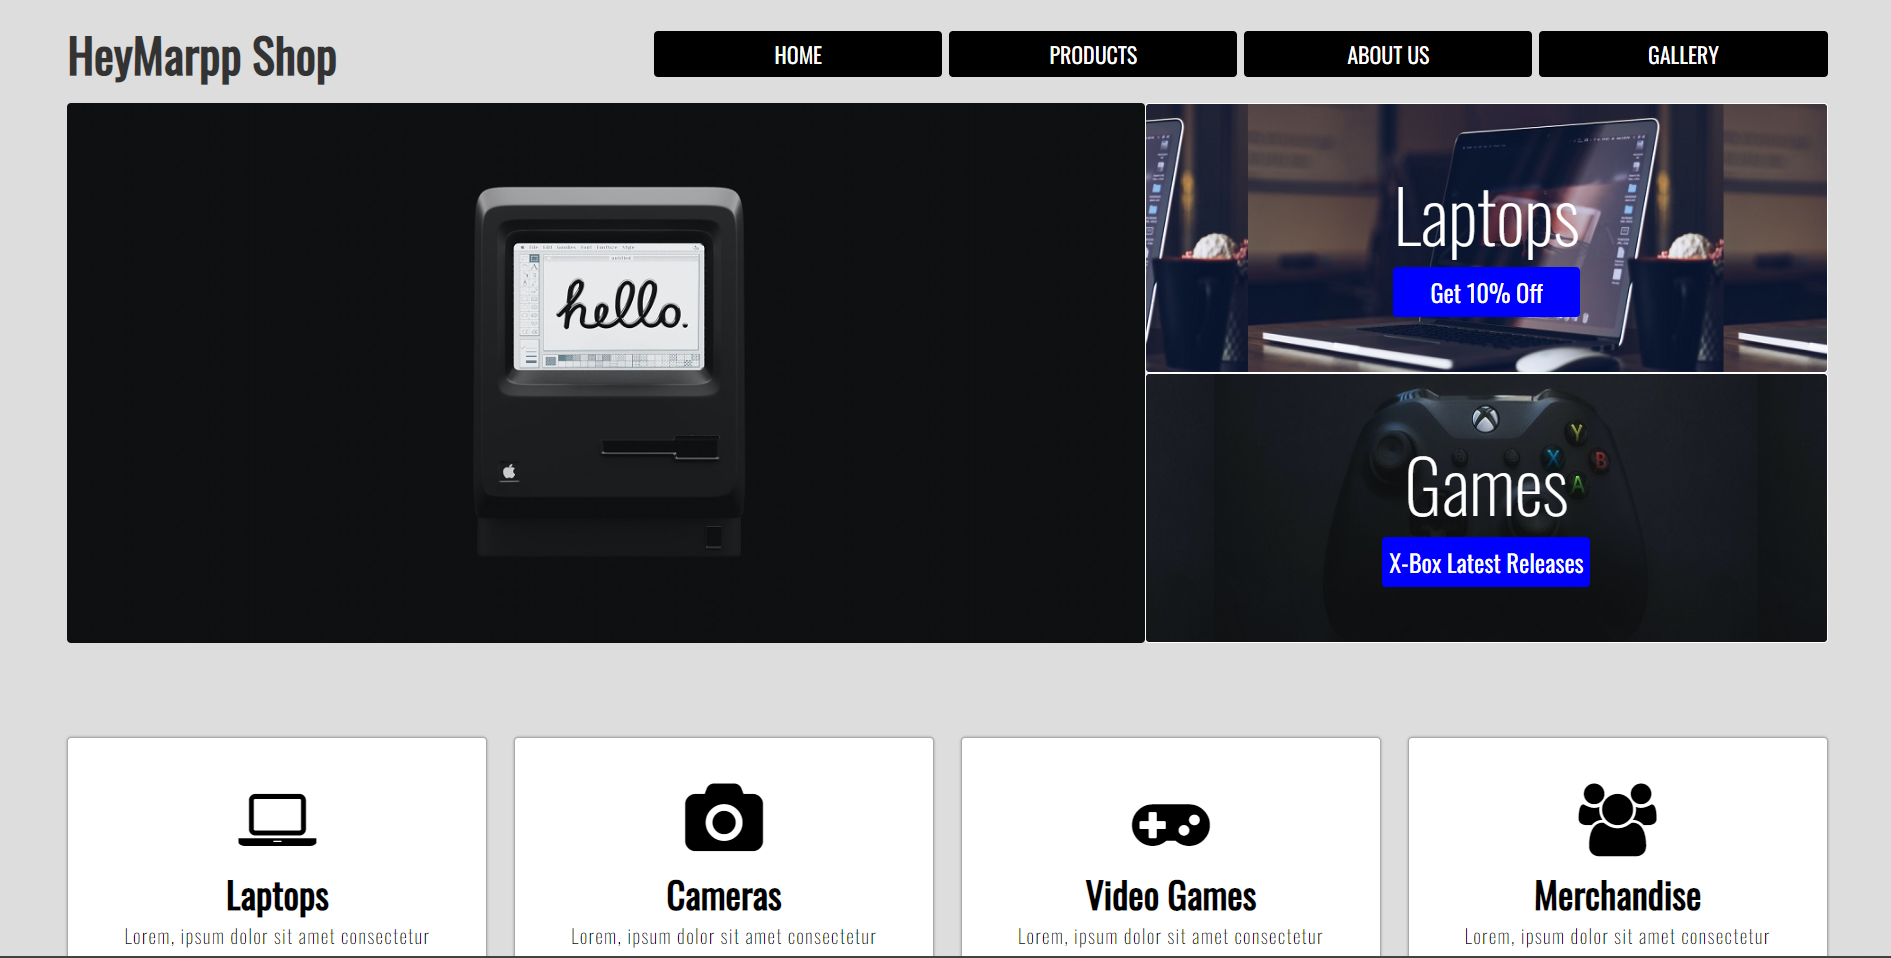 HeyMarpp Shop
HOME
PRODUCTS
ABOUT US
GALLERY
hello.
Laptops
Get 10% Off
Games
X-Box Latest Releases
Y
X
B
A
Laptops
Lorem, ipsum dolor sit amet consectetur
Cameras
Lorem, ipsum dolor sit amet consectetur
Video Games
Lorem, ipsum dolor sit amet consectetur
Merchandise
Lorem, ipsum dolor sit amet consectetur